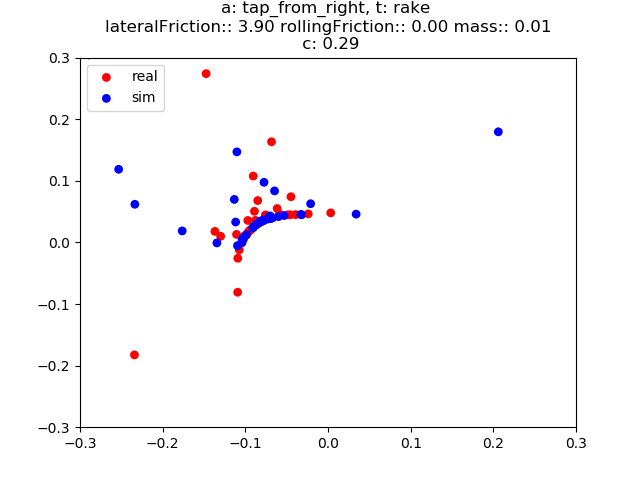 a: tap_from_right, t: rake
lateralFriction:: 3.90 rollingFriction:: 0.00 mass:: 0.01
c: 0.29
real
sim
0.3
0.2
0.1
0.0
−0.1
−0.2
−0.3
−0.3
−0.2
−0.1
0.0
0.1
0.2
0.3